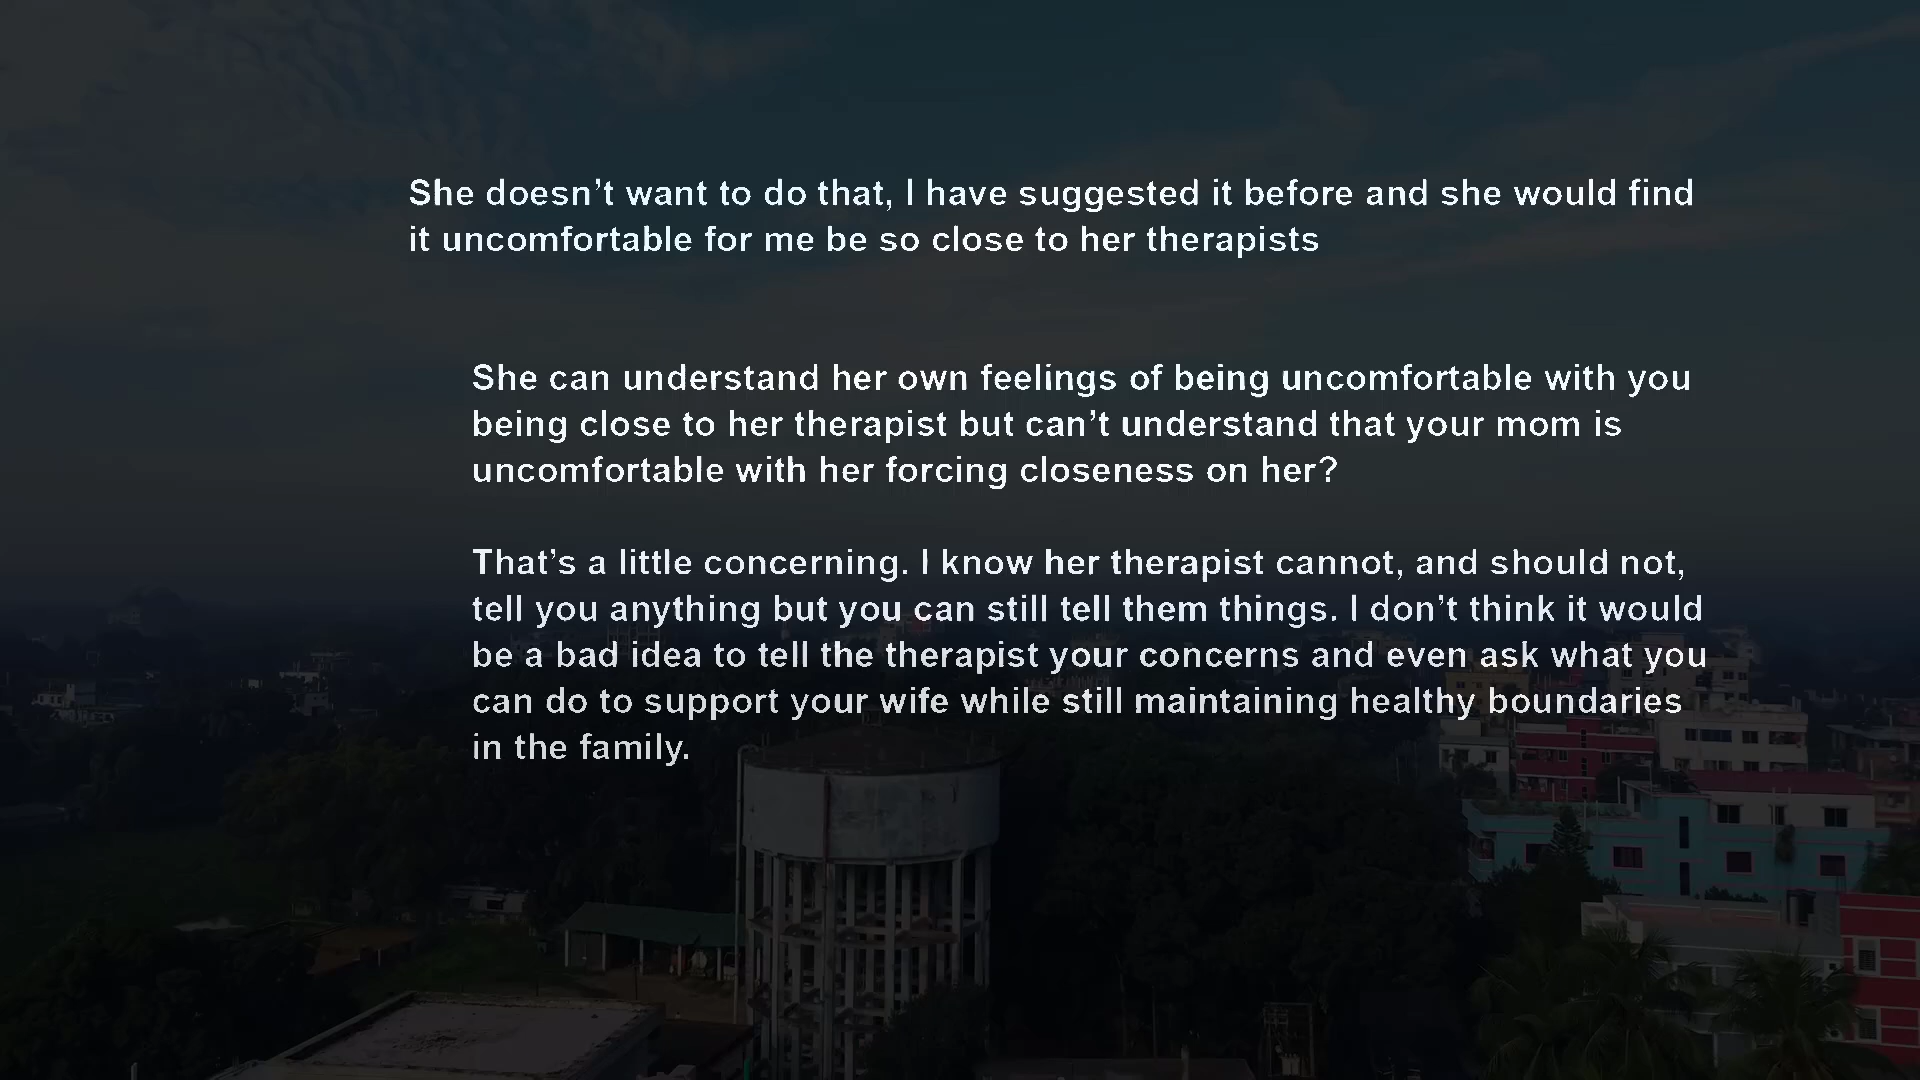 She doesn’t want to do that, I have suggested it before and she would find
it uncomfortable for me be so close to her therapists
She can understand her own feelings of being uncomfortable with you
being close to her therapist but can’t understand that your mom is
uncomfortable with her forcing closeness on her?
That’s a little concerning. I know her therapist cannot, and should not,
tell you anything but you can still tell them things. I don’t think it would
be a bad idea to tell the therapist your concerns and even ask what you
can do to support your wife while still maintaining healthy boundaries
in the family.